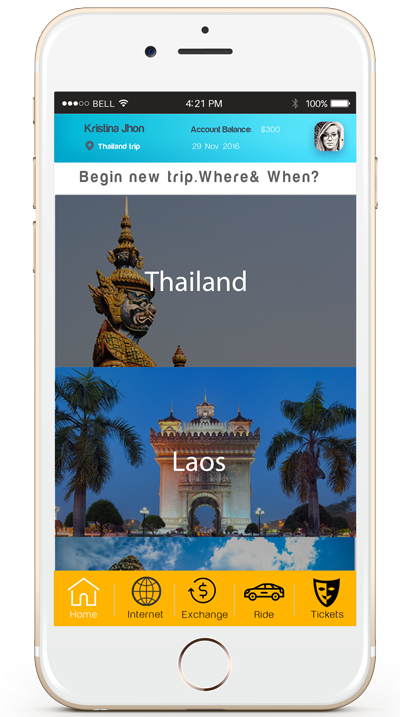 BELL 4:21 PM 100%
Kristina Jhon Account Balance: $300
Thailand trip 29 Nov 2016
Begin new trip.Where& When?
Thailand
Laos
Home Internet Exchange Ride Tickets